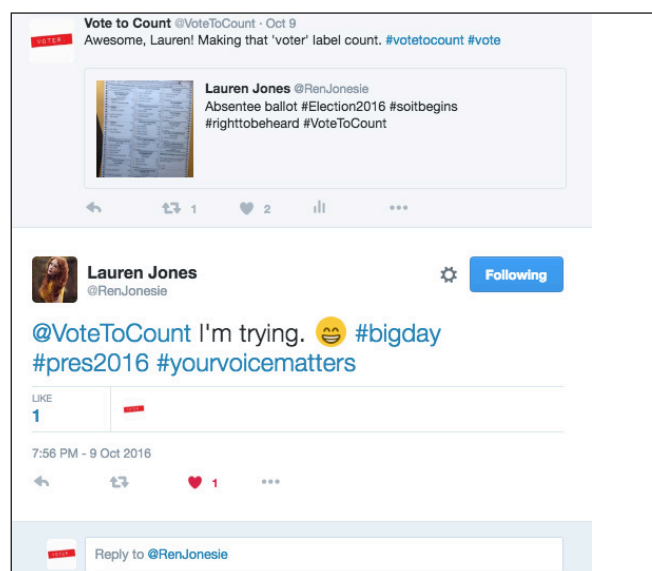 Vote to Count @VoteToCount · Oct 9
VOTER
Awesome, Lauren! Making that 'voter' label count. #votetocount #vote
Lauren Jones @RenJonesie
Absentee ballot #Election2016 #soitbegins
#righttobeheard #VoteToCount
1
2
Lauren Jones
@RenJonesie
Following
@VoteToCount I'm trying. 😁 #bigday
#pres2016 #yourvoicematters
LIKE
1
7:56 PM - 9 Oct 2016
1
Reply to @RenJonesie